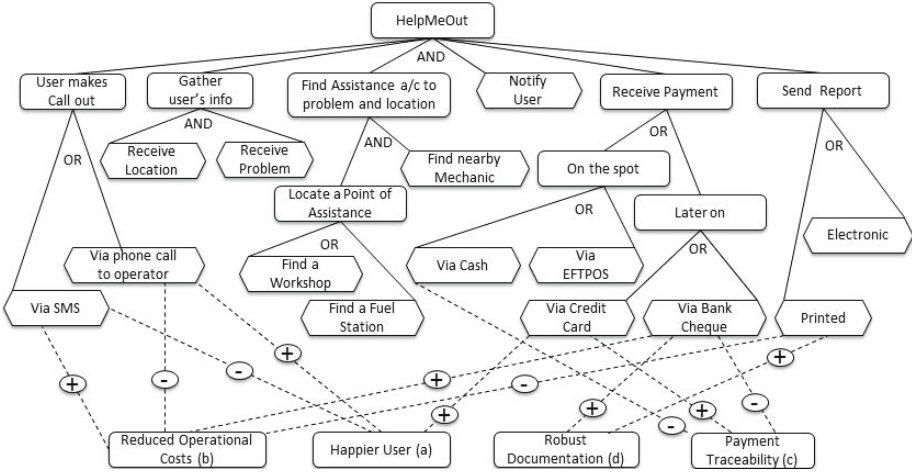 HelpMeOut
AND
User makes
Call out
Gather
user's info
Find Assistance a/c to
problem and location
Notify
User
Receive Payment
Send Report
AND
OR
OR
OR
AND
Receive
Location
Receive
Problem
Find nearby
Mechanic
On the spot
Locate a Point of
Assistance
OR
Later on
OR
Electronic
OR
Via phone call
to operator
Find a
Workshop
Via Cash
Via
EFTPOS
Via SMS
Find a Fuel
Station
Via Credit
Card
Via Bank
Cheque
Printed
+
-
-
+
+
-
+
+
+
-
-
+
Reduced Operational
Costs (b)
Happier User (a)
Robust
Documentation (d)
Payment
Traceability (c)